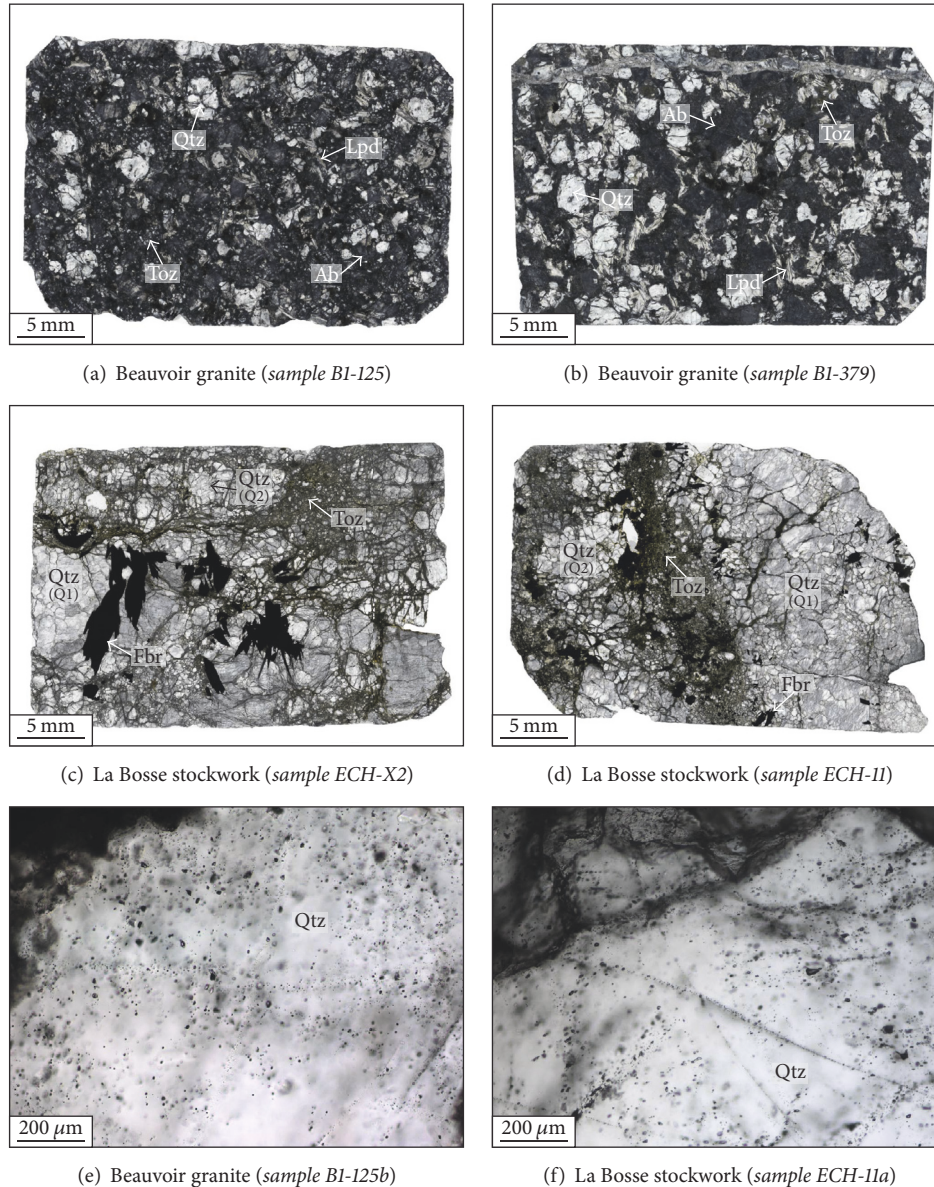 Qtz
Lpd
Toz
Ab
5 mm
(a) Beauvoir granite (sample B1-125)
Ab
Toz
Qtz
Lpd
5 mm
(b) Beauvoir granite (sample B1-379)
Qtz
(Q2)
Toz
Qtz
(Q1)
Fbr
5 mm
(c) La Bosse stockwork (sample ECH-X2)
Qtz
(Q2)
Toz
Qtz
(Q1)
Fbr
5 mm
(d) La Bosse stockwork (sample ECH-11)
Qtz
200 μm
(e) Beauvoir granite (sample B1-125b)
Qtz
200 μm
(f) La Bosse stockwork (sample ECH-11a)